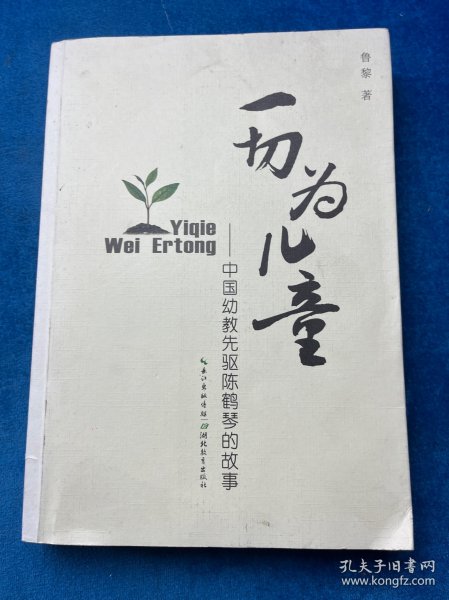 鲁黎 著
一切为儿童
Yiqie
Wei Ertong
——中国幼教先驱陈鹤琴的故事
长江出版传媒
湖北教育出版社
孔夫子旧书网
www.kongfz.com